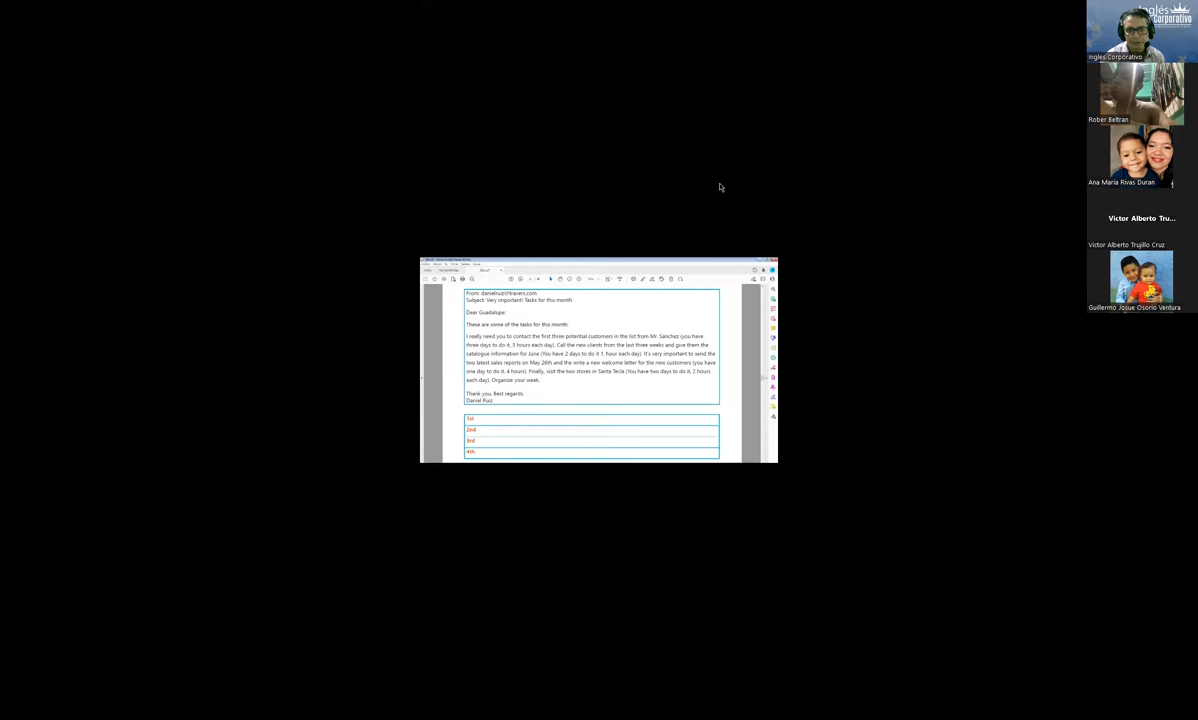 Inglés
Corporativo
Ingles Corporativo
Rober Beltran
Ana María Rivas Duran
Victor Alberto Tru...
Victor Alberto Trujillo Cruz
Guillermo Josue Osorio Ventura
From: danielruiz@travers.com
Subject: Very important! Tasks for this month
Dear Guadalupe:
These are some of the tasks for this month:
I really need you to contact the first three potential customers in the list from Mr. Sanchez (you have
three days to do it, 3 hours each day). Call the new clients from the last three weeks and give them the
catalogue information for June (You have 2 days to do it 1. hour each day). It's very important to send the
two latest sales reports on May 26th and the write a new welcome letter for the new customers (you have
one day to do it, 4 hours). Finally, visit the two stores in Santa Tecla (You have two days to do it, 2 hours
each day). Organize your week.
Thank you, Best regards.
Daniel Ruiz
1st
2nd
3rd
4th